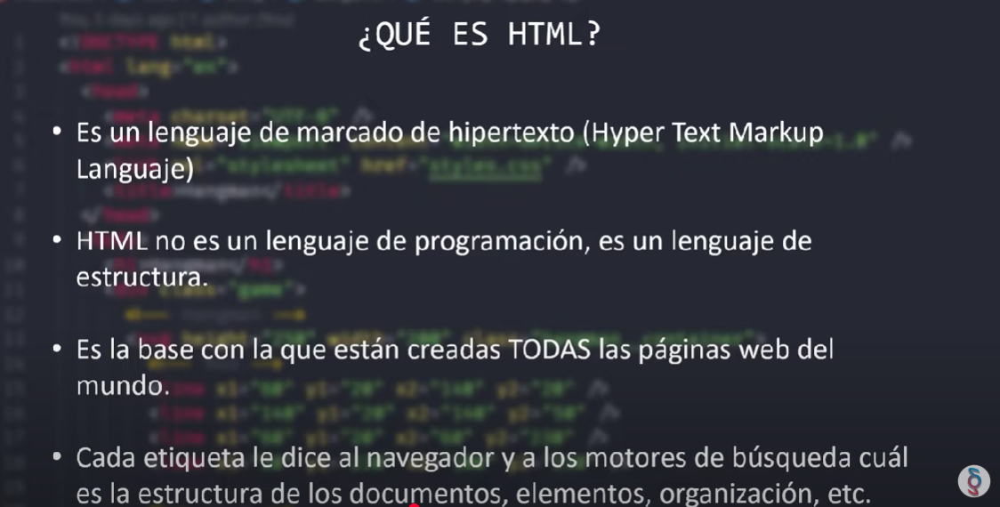 ¿QUÉ ES HTML?
• Es un lenguaje de marcado de hipertexto (Hyper Text Markup
Languaje)
• HTML no es un lenguaje de programación, es un lenguaje de
estructura.
• Es la base con la que están creadas TODAS las páginas web del
mundo.
• Cada etiqueta le dice al navegador y a los motores de búsqueda cuál
es la estructura de los documentos, elementos, organización, etc.